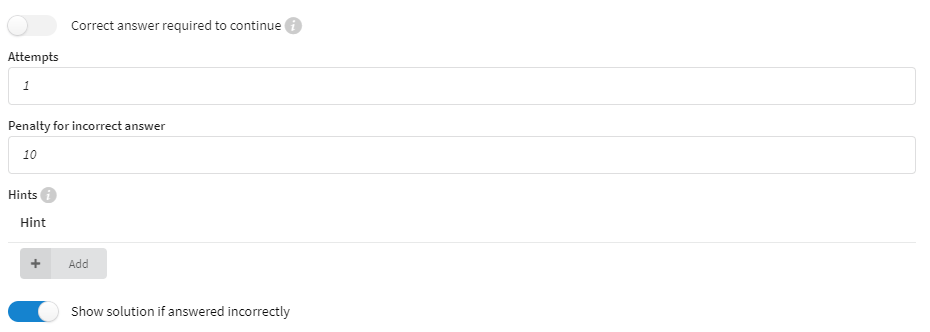 Correct answer required to continue i
Attempts
1
Penalty for incorrect answer
10
Hints i
Hint
+ Add
Show solution if answered incorrectly